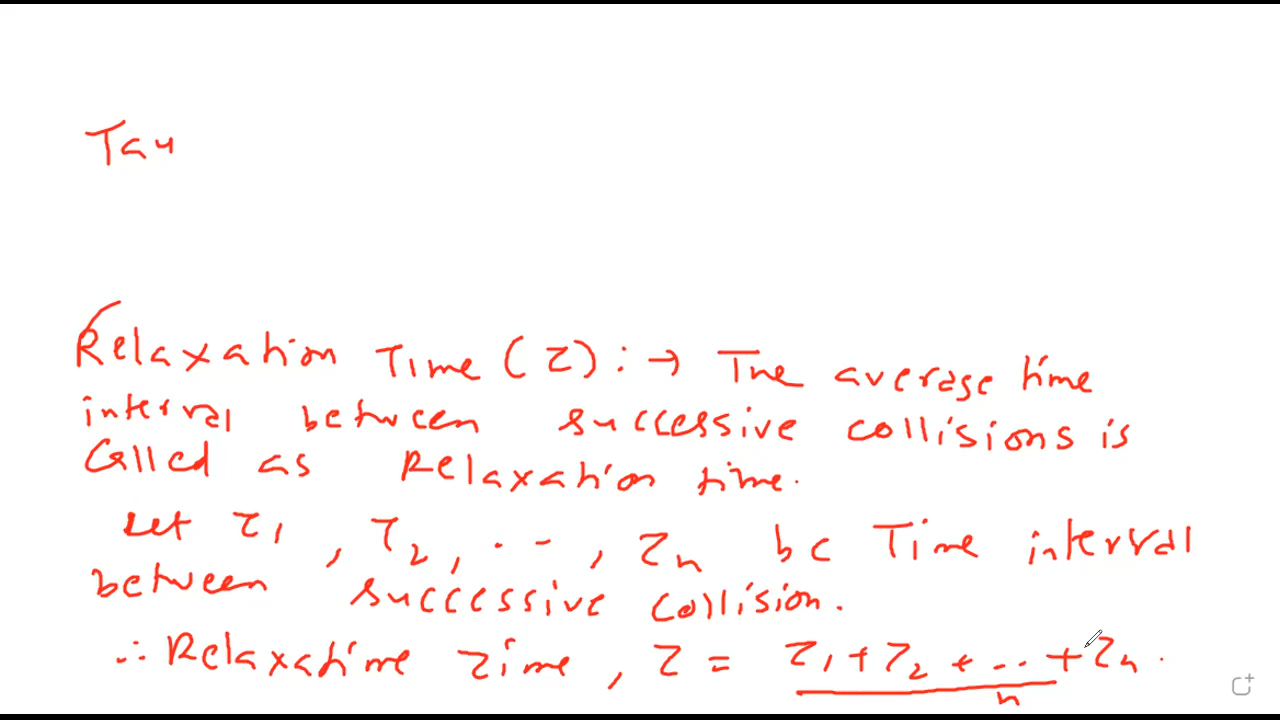 Tau
Relaxation Time (τ) : → The average time
interval between successive collisions is
called as Relaxation time.
Let τ₁, τ₂, . - -, τₙ be Time interval
between successive collision.
∴ Relaxatime Time, τ = (τ₁ + τ₂ + ... + τₙ) / n .